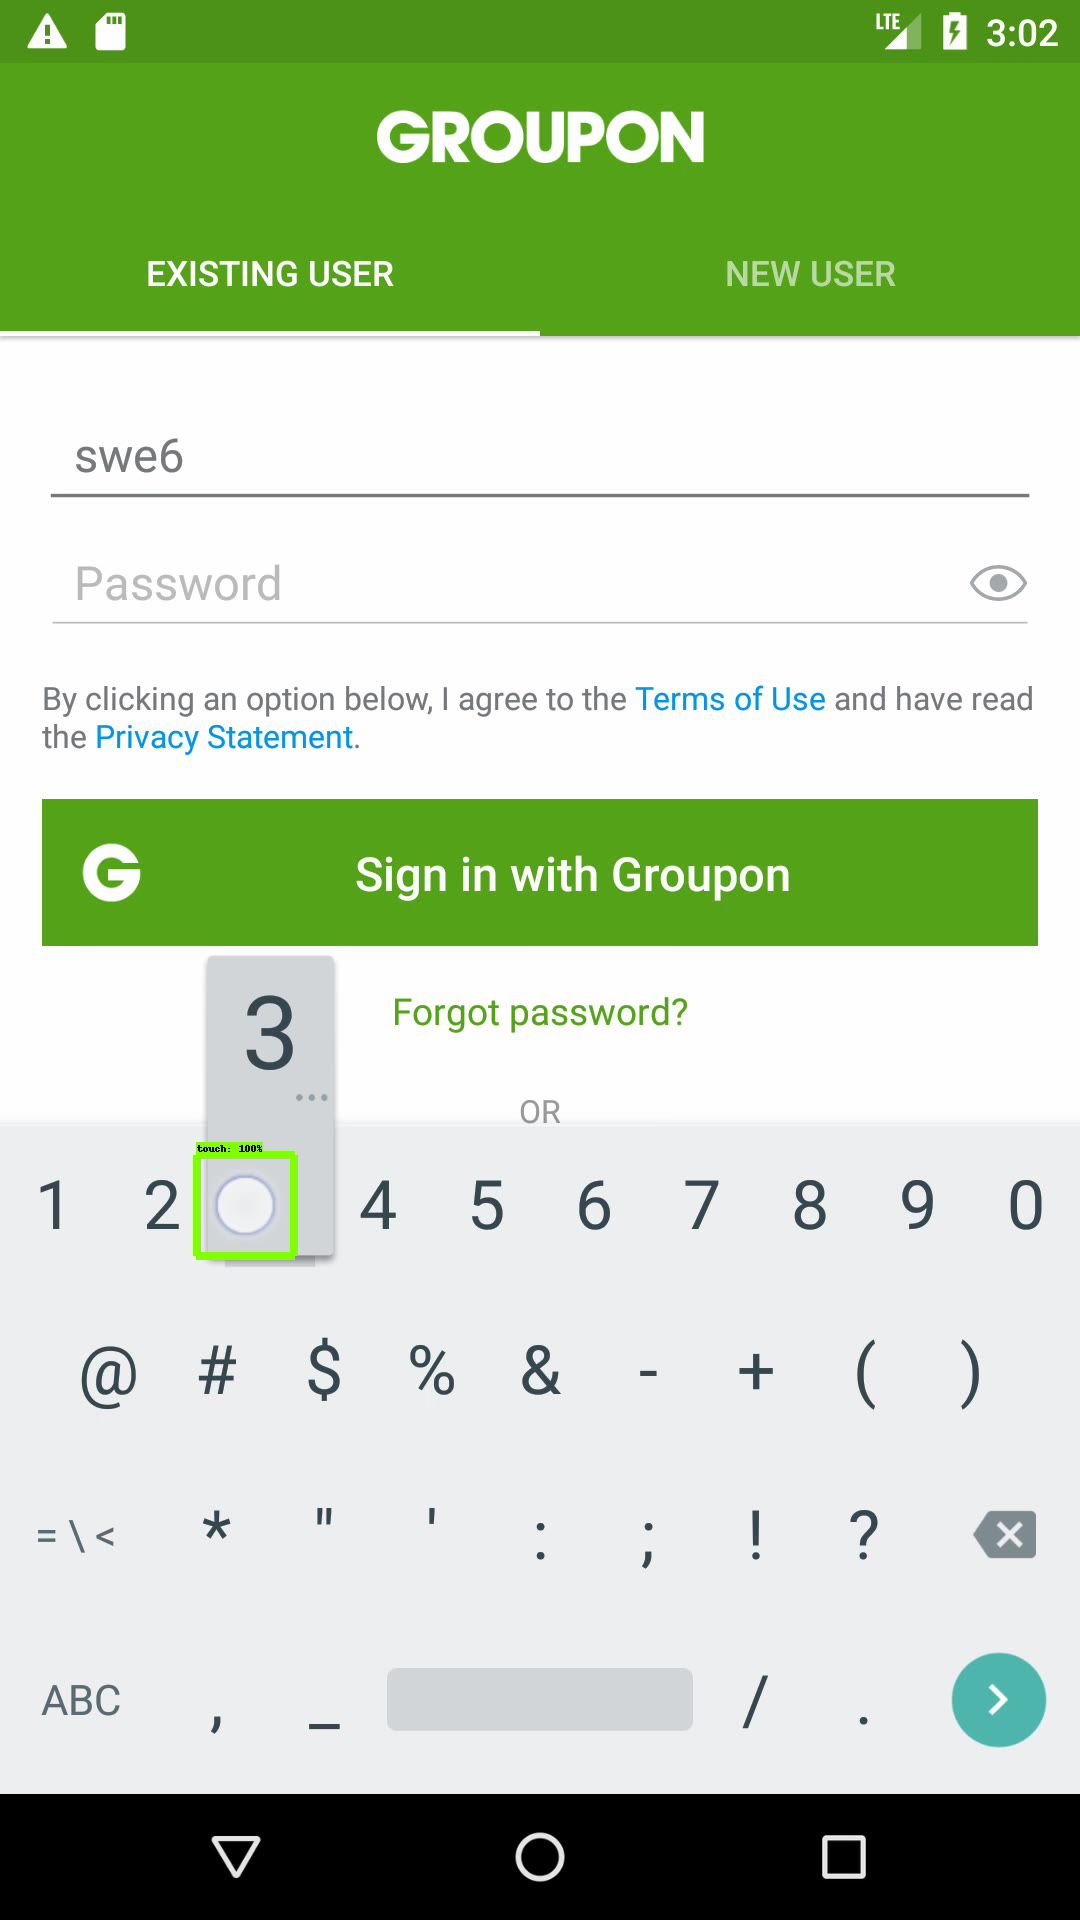 LTE 3:02
GROUPON
EXISTING USER NEW USER
swe6
Password
By clicking an option below, I agree to the Terms of Use and have read
the Privacy Statement.
G Sign in with Groupon
3
Forgot password?
OR
touch: 100%
1 2 4 5 6 7 8 9 0
@ # $ % & - + ( )
= \ < * " ' : ; ! ?
ABC , _ / .